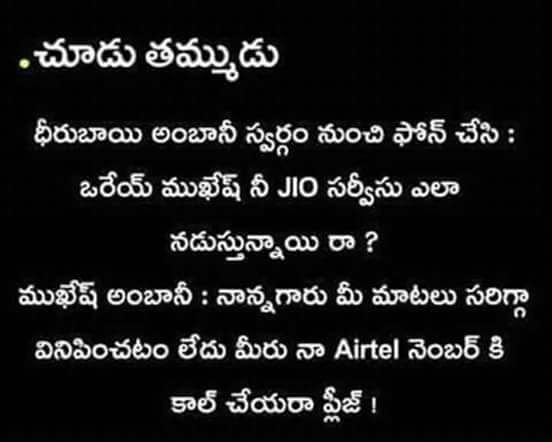 .చూడు తమ్ముడు
ధీరుబాయి అంబానీ స్వర్గం నుంచి ఫోన్ చేసి :
ఒరేయ్ ముఖేష్ నీ JIO సర్వీసు ఎలా
నడుస్తున్నాయి రా ?
ముఖేష్ అంబానీ : నాన్నగారు మీ మాటలు సరిగ్గా
వినిపించటం లేదు మీరు నా Airtel నెంబర్ కి
కాల్ చేయరా ప్లీజ్ !